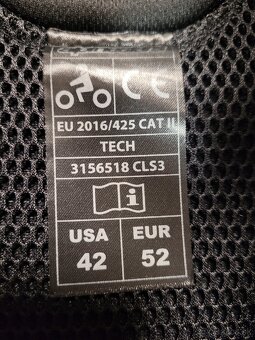 CE
EU 2016/425 CAT II
TECH
3156518 CLS3
i
USA EUR
42 52